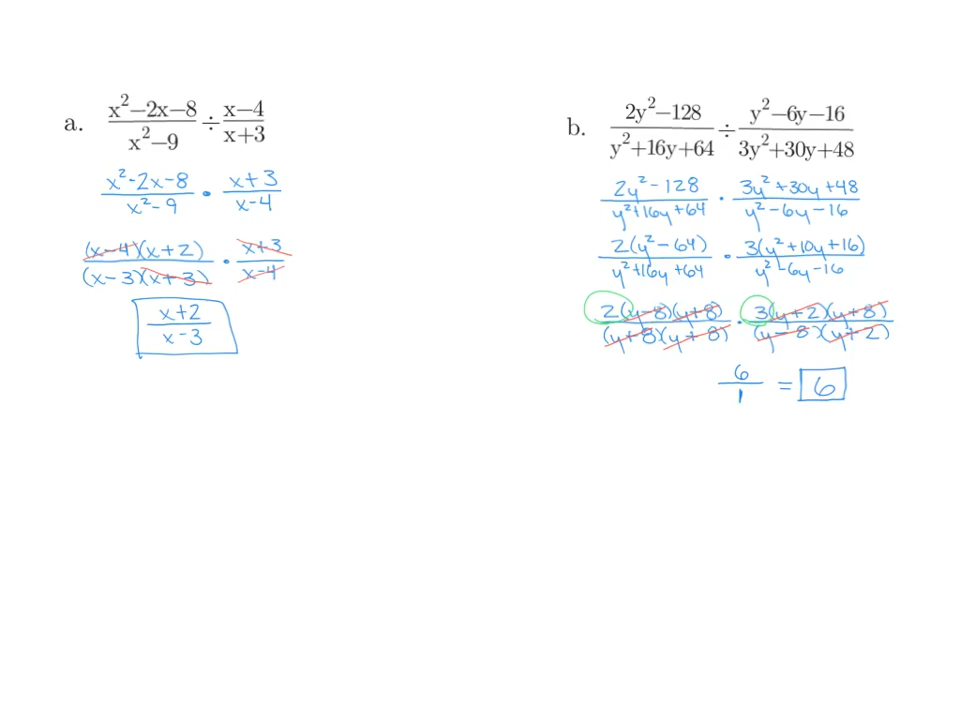 a. (x²−2x−8)/(x²−9) ÷ (x−4)/(x+3)
(x²-2x-8)/(x²-9) • (x+3)/(x-4)
(x-4)(x+2)/(x-3)(x+3) • (x+3)/(x-4)
(x+2)/(x-3)
b. (2y²−128)/(y²+16y+64) ÷ (y²−6y−16)/(3y²+30y+48)
(2y²-128)/(y²+16y+64) • (3y²+30y+48)/(y²-6y-16)
2(y²-64)/(y²+16y+64) • 3(y²+10y+16)/(y²-6y-16)
2(y-8)(y+8)/(y+8)(y+8) • 3(y+2)(y+8)/(y-8)(y+2)
6/1 = 6